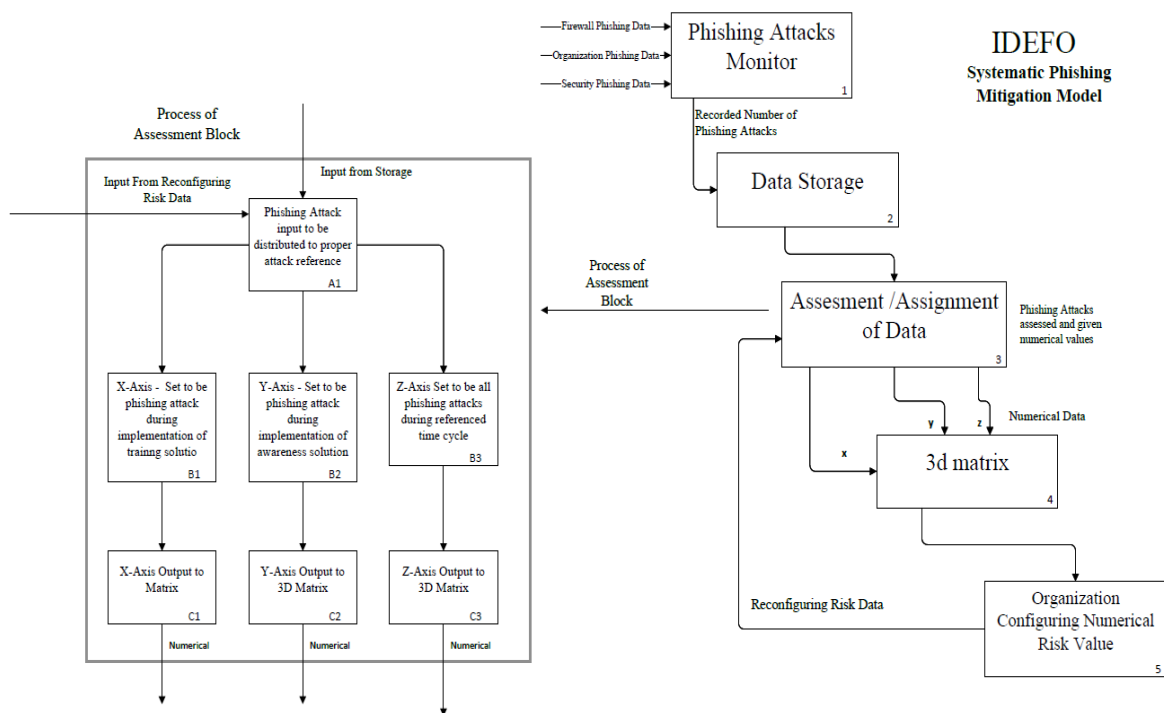 IDEFO
Systematic Phishing
Mitigation Model
Firewall Phishing Data
Organization Phishing Data
Security Phishing Data
Phishing Attacks
Monitor
1
Recorded Number of
Phishing Attacks
Data Storage
2
Process of
Assessment
Block
Assesment /Assignment
of Data
3
Phishing Attacks
assessed and given
numerical values
x
y
z
Numerical Data
3d matrix
4
Reconfiguring Risk Data
Organization
Configuring Numerical
Risk Value
5
Process of
Assessment Block
Input From Reconfiguring
Risk Data
Input from Storage
Phishing Attack
input to be
distributed to proper
attack reference
A1
X-Axis - Set to be
phishing attack
during
implementation of
trainng solutio
B1
Y-Axis - Set to be
phishing attack
during
implementation of
awareness solution
B2
Z-Axis Set to be all
phishing attacks
during referenced
time cycle
B3
X-Axis Output to
Matrix
C1
Y-Axis Output to
3D Matrix
C2
Z-Axis Output to
3D Matrix
C3
Numerical
Numerical
Numerical